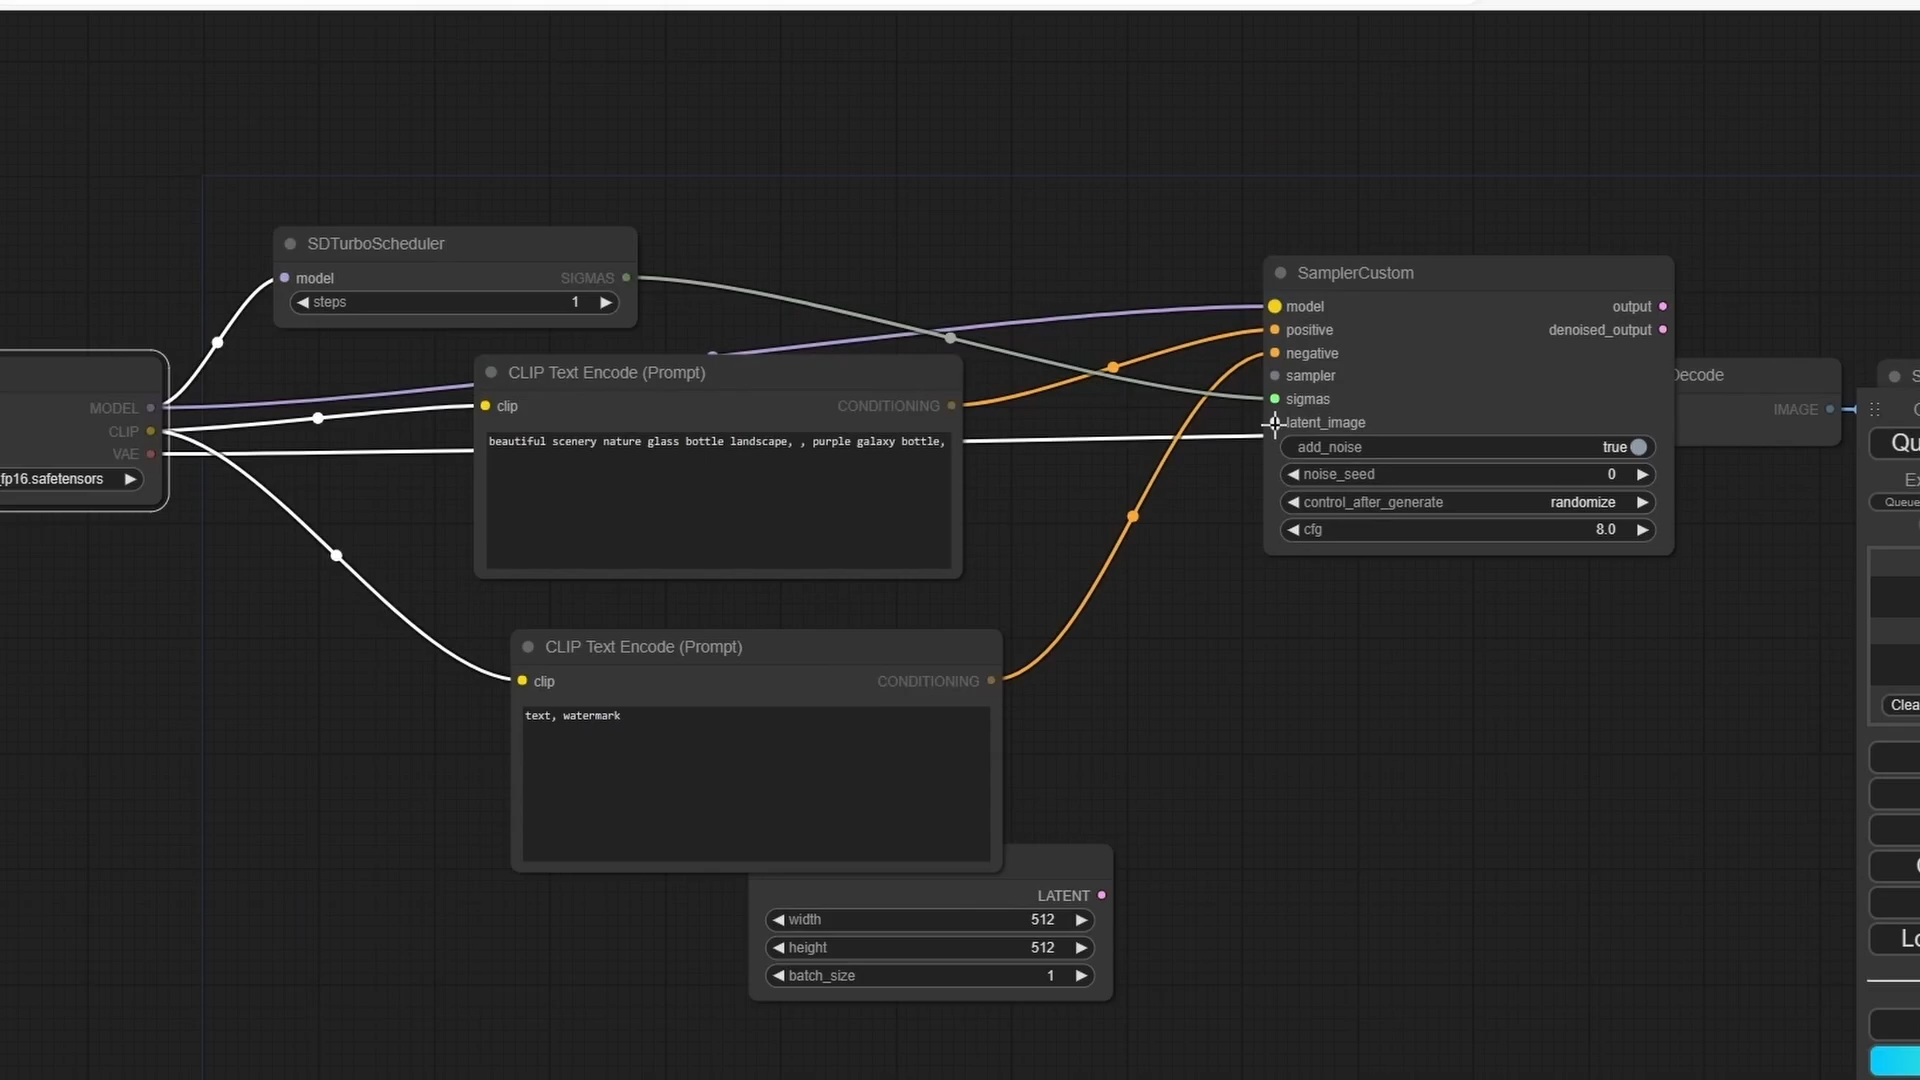 SDTurboScheduler
model SIGMAS
steps 1
SamplerCustom
model output
positive denoised_output
negative
sampler
sigmas
latent_image
add_noise true
noise_seed 0
control_after_generate randomize
cfg 8.0
MODEL
CLIP
VAE
_fp16.safetensors
CLIP Text Encode (Prompt)
clip CONDITIONING
beautiful scenery nature glass bottle landscape, , purple galaxy bottle,
CLIP Text Encode (Prompt)
clip CONDITIONING
text, watermark
LATENT
width 512
height 512
batch_size 1
Decode
IMAGE
S
Qu
Ex
Queue
Clea
Lo